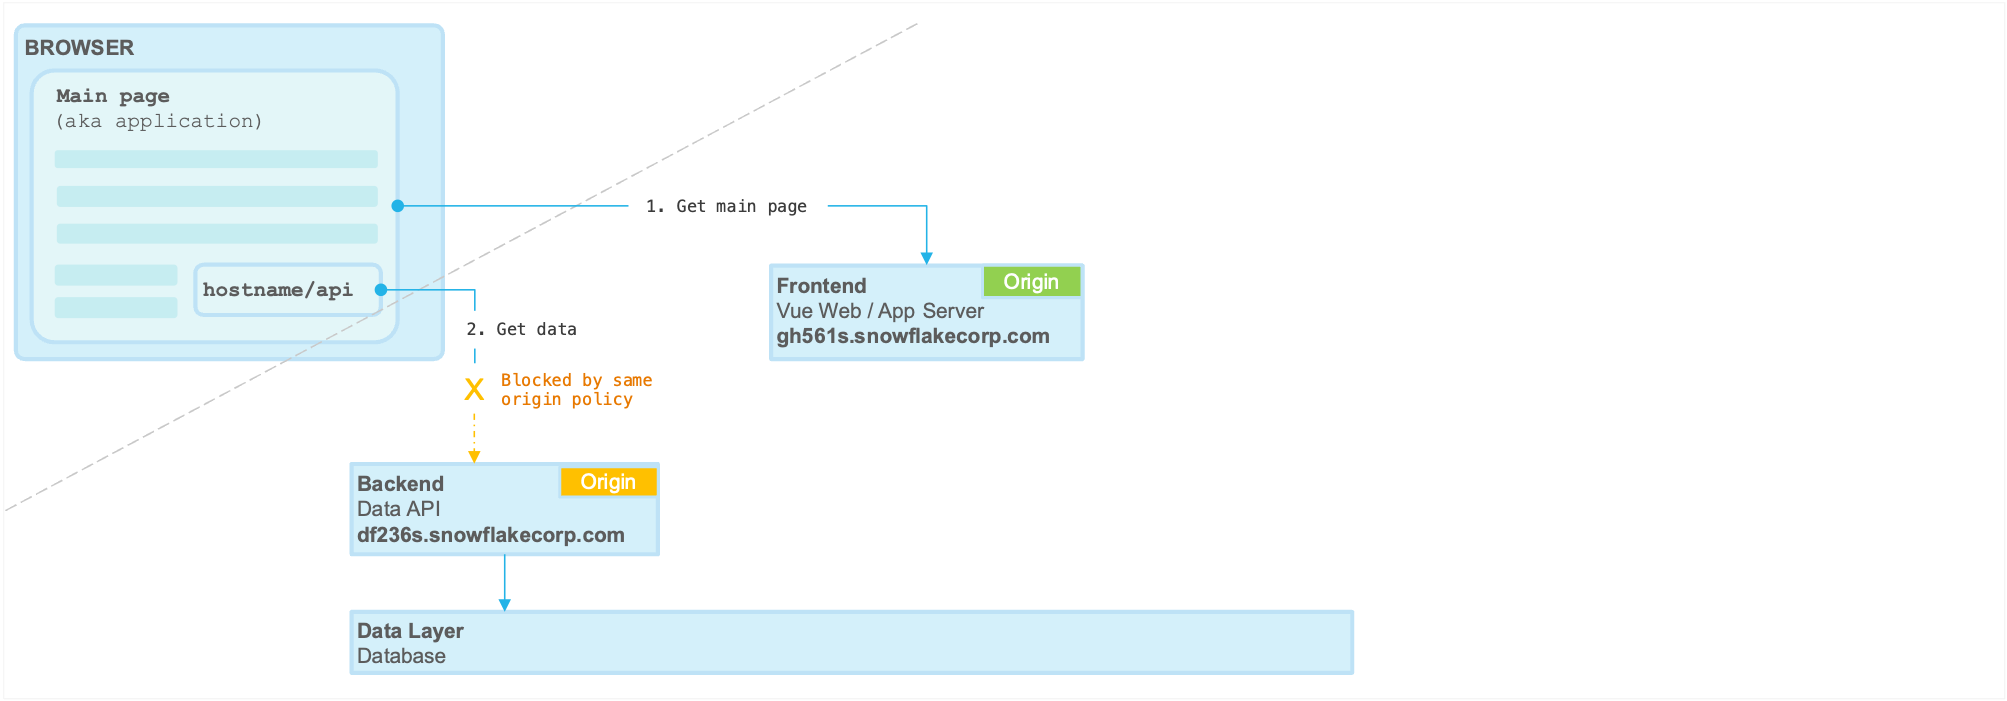 BROWSER
Main page
(aka application)
hostname/api
1. Get main page
2. Get data
Blocked by same
origin policy
Frontend
Origin
Vue Web / App Server
gh561s.snowflakecorp.com
Backend
Origin
Data API
df236s.snowflakecorp.com
Data Layer
Database